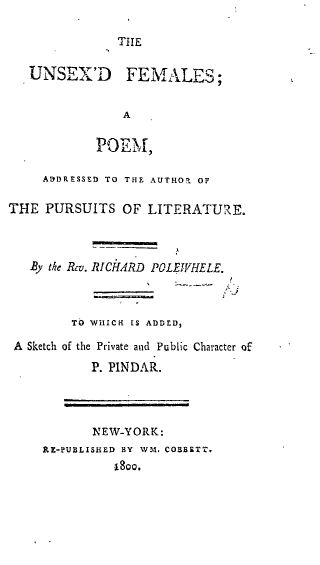 THE
UNSEX'D FEMALES;
A
POEM,
ADDRESSED TO THE AUTHOR OF
THE PURSUITS OF LITERATURE.
By the Rev. RICHARD POLEWHELE.
TO WHICH IS ADDED,
A Sketch of the Private and Public Character of
P. PINDAR.
NEW-YORK:
RE-PUBLISHED BY WM. COBBETT.
1800.